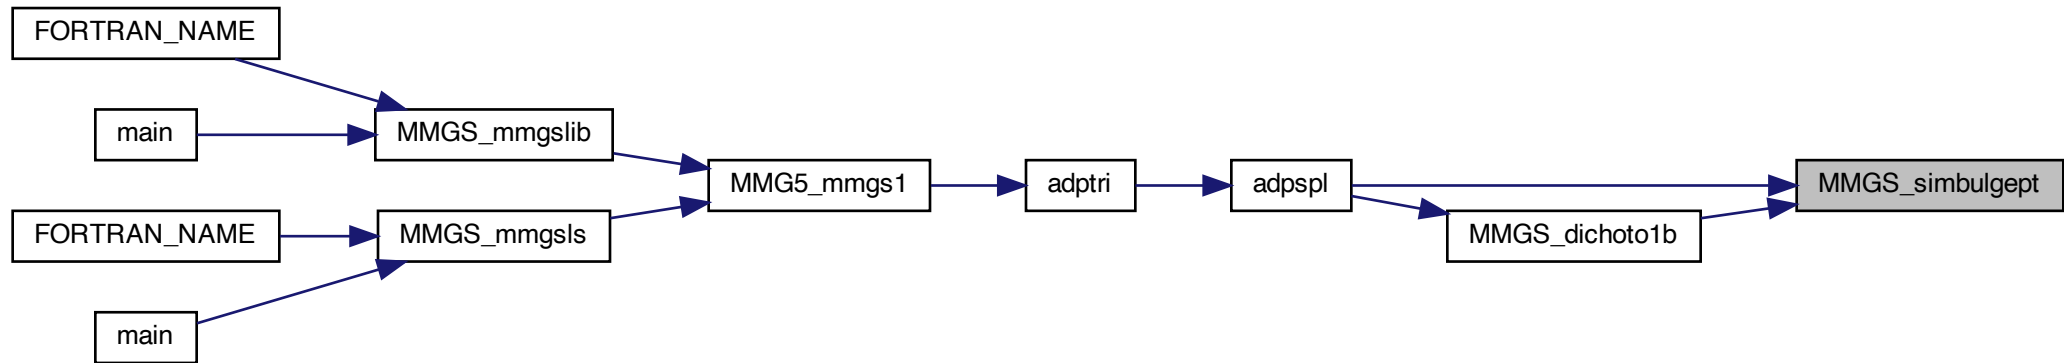 FORTRAN_NAME
main
MMGS_mmgslib
MMGS_simbulgept
MMG5_mmgs1
adptri
adpspl
FORTRAN_NAME
MMGS_mmgsls
MMGS_dichoto1b
main